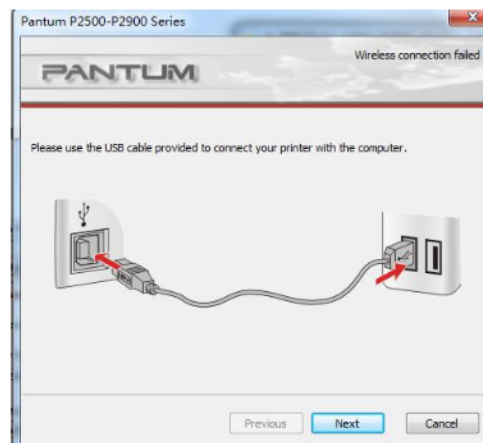 Pantum P2500-P2900 Series
Wireless connection failed
PANTUM
Please use the USB cable provided to connect your printer with the computer.
Previous
Next
Cancel